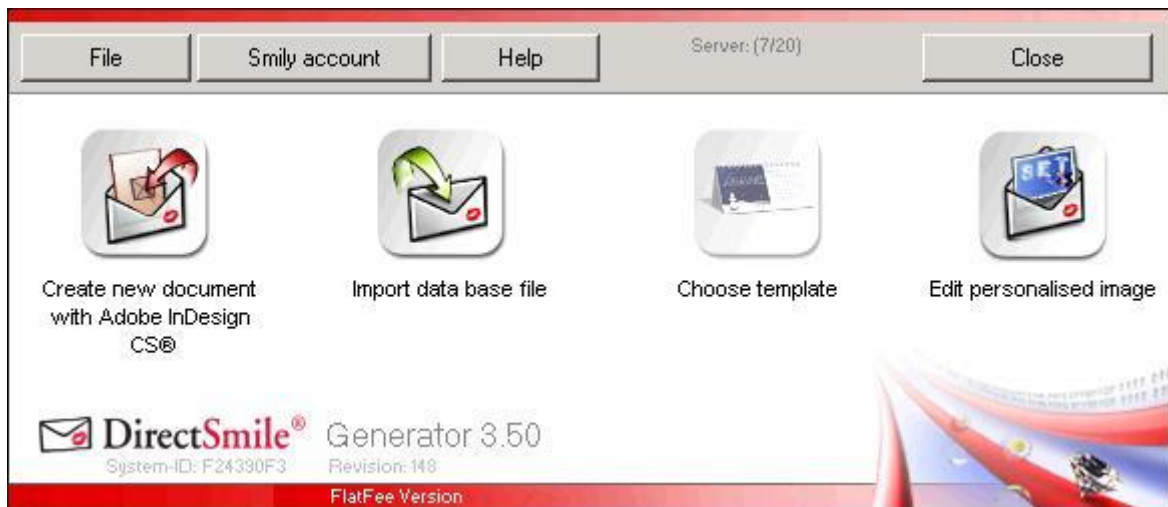 File
Smily account
Help
Server: (7/20)
Close
SET
Create new document
with Adobe InDesign
CS®
Import data base file
Choose template
Edit personalised image
DirectSmile® Generator 3.50
System-ID: F24390F3
Revision: 148
FlatFee Version